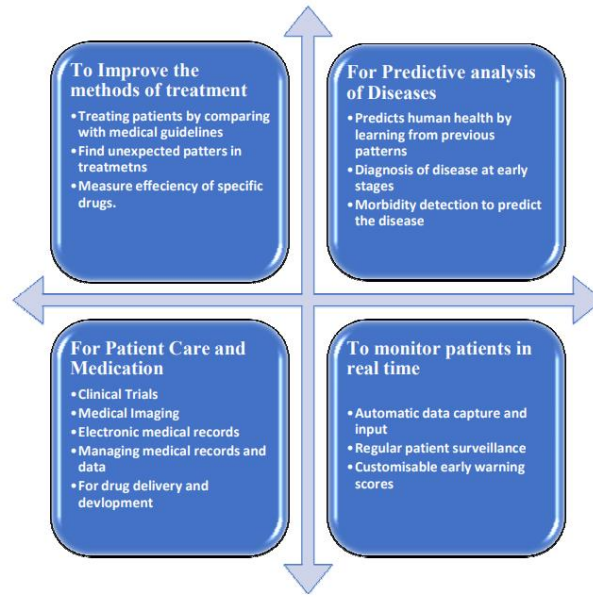 To Improve the
methods of treatment
•Treating patients by comparing
with medical guidelines
•Find unexpected patters in
treatmetns
•Measure effeciency of specific
drugs.
For Predictive analysis
of Diseases
•Predicts human health by
learning from previous
patterns
•Diagnosis of disease at early
stages
•Morbidity detection to predict
the disease
For Patient Care and
Medication
•Clinical Trials
•Medical Imaging
•Electronic medical records
•Managing medical records and
data
•For drug delivery and
devlopment
To monitor patients in
real time
•Automatic data capture and
input
•Regular patient surveillance
•Customisable early warning
scores